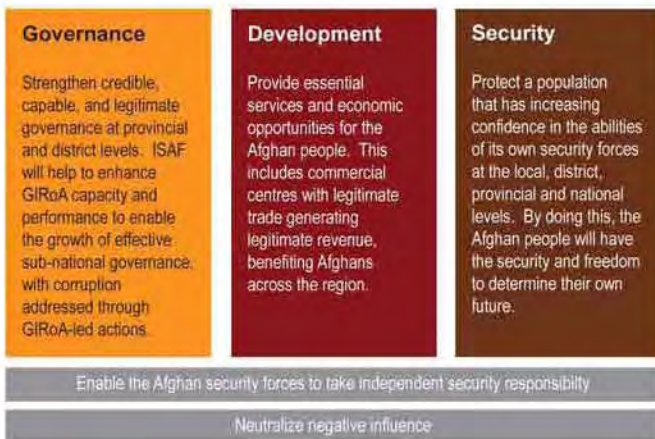 Governance
Strengthen credible,
capable, and legitimate
governance at provincial
and district levels. ISAF
will help to enhance
GIRoA capacity and
performance to enable
the growth of effective
sub-national governance,
with corruption
addressed through
GIRoA-led actions.
Development
Provide essential
services and economic
opportunities for the
Afghan people. This
includes commercial
centres with legitimate
trade generating
legitimate revenue,
benefiting Afghans
across the region.
Security
Protect a population
that has increasing
confidence in the abilities
of its own security forces
at the local, district,
provincial and national
levels. By doing this, the
Afghan people will have
the security and freedom
to determine their own
future.
Enable the Afghan security forces to take independent security responsibilty
Neutralize negative influence